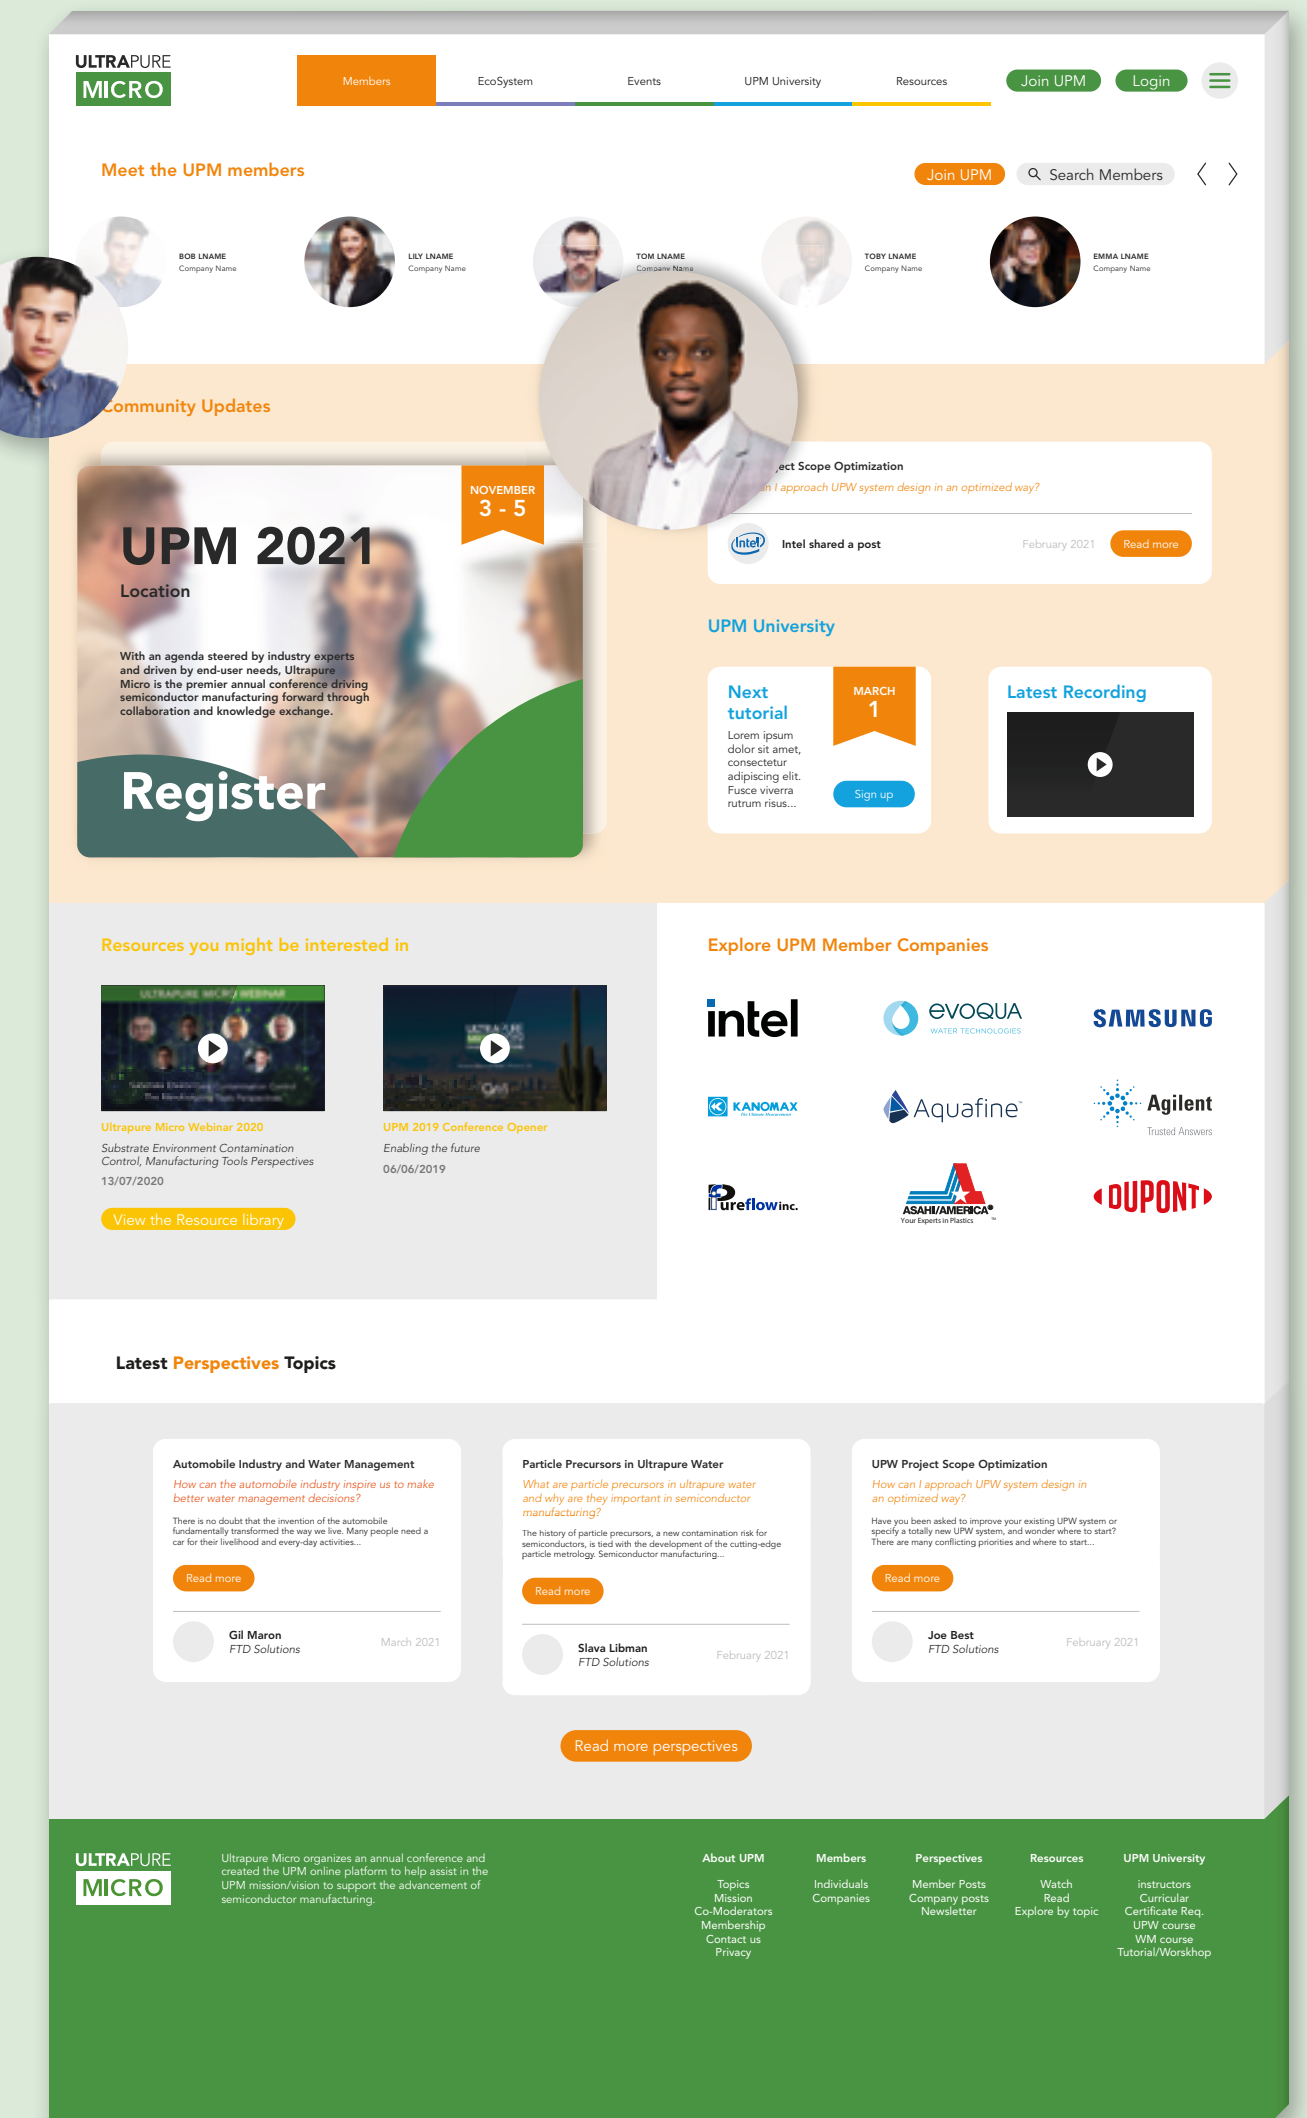 ULTRAPURE
MICRO
Members
EcoSystem
Events
UPM University
Resources
Join UPM
Login
Meet the UPM members
Join UPM
Search Members
BOB LNAME
Company Name
LILY LNAME
Company Name
TOM LNAME
Company Name
TOBY LNAME
Company Name
EMMA LNAME
Company Name
Community Updates
NOVEMBER
3 - 5
UPM 2021
Location
With an agenda steered by industry experts
and driven by end-user needs, Ultrapure
Micro is the premier annual conference driving
semiconductor manufacturing forward through
collaboration and knowledge exchange.
Register
Scope Optimization
I approach UPW system design in an optimized way?
intel
Intel shared a post
February 2021
Read more
UPM University
Next
tutorial
Lorem ipsum
dolor sit amet,
consectetur
adipiscing elit.
Fusce viverra
rutrum risus...
MARCH
1
Sign up
Latest Recording
Resources you might be interested in
ULTRAPURE MICRO WEBINAR
Ultrapure Micro Webinar 2020
Substrate Environment Contamination
Control, Manufacturing Tools Perspectives
13/07/2020
UPM 2019 Conference Opener
Enabling the future
06/06/2019
View the Resource library
Explore UPM Member Companies
intel
evoqua
WATER TECHNOLOGIES
SAMSUNG
KANOMAX
The Ultimate Measurements
Aquafine™
Agilent
Trusted Answers
Pureflow inc.
ASAHI/AMERICA®
Your Experts in Plastics ™
DUPONT
Latest Perspectives Topics
Automobile Industry and Water Management
How can the automobile industry inspire us to make
better water management decisions?
There is no doubt that the invention of the automobile
fundamentally transformed the way we live. Many people need a
car for their livelihood and every-day activities...
Read more
Gil Maron
FTD Solutions
March 2021
Particle Precursors in Ultrapure Water
What are particle precursors in ultrapure water
and why are they important in semiconductor
manufacturing?
The history of particle precursors, a new contamination risk for
semiconductors, is tied with the development of the cutting-edge
particle metrology. Semiconductor manufacturing...
Read more
Slava Libman
FTD Solutions
February 2021
UPW Project Scope Optimization
How can I approach UPW system design in
an optimized way?
Have you been asked to improve your existing UPW system or
specify a totally new UPW system, and wonder where to start?
There are many conflicting priorities and where to start...
Read more
Joe Best
FTD Solutions
February 2021
Read more perspectives
ULTRAPURE
MICRO
Ultrapure Micro organizes an annual conference and
created the UPM online platform to help assist in the
UPM mission/vision to support the advancement of
semiconductor manufacturing.
About UPM
Topics
Mission
Co-Moderators
Membership
Contact us
Privacy
Members
Individuals
Companies
Perspectives
Member Posts
Company posts
Newsletter
Resources
Watch
Read
Explore by topic
UPM University
instructors
Curricular
Certificate Req.
UPW course
WM course
Tutorial/Worskhop